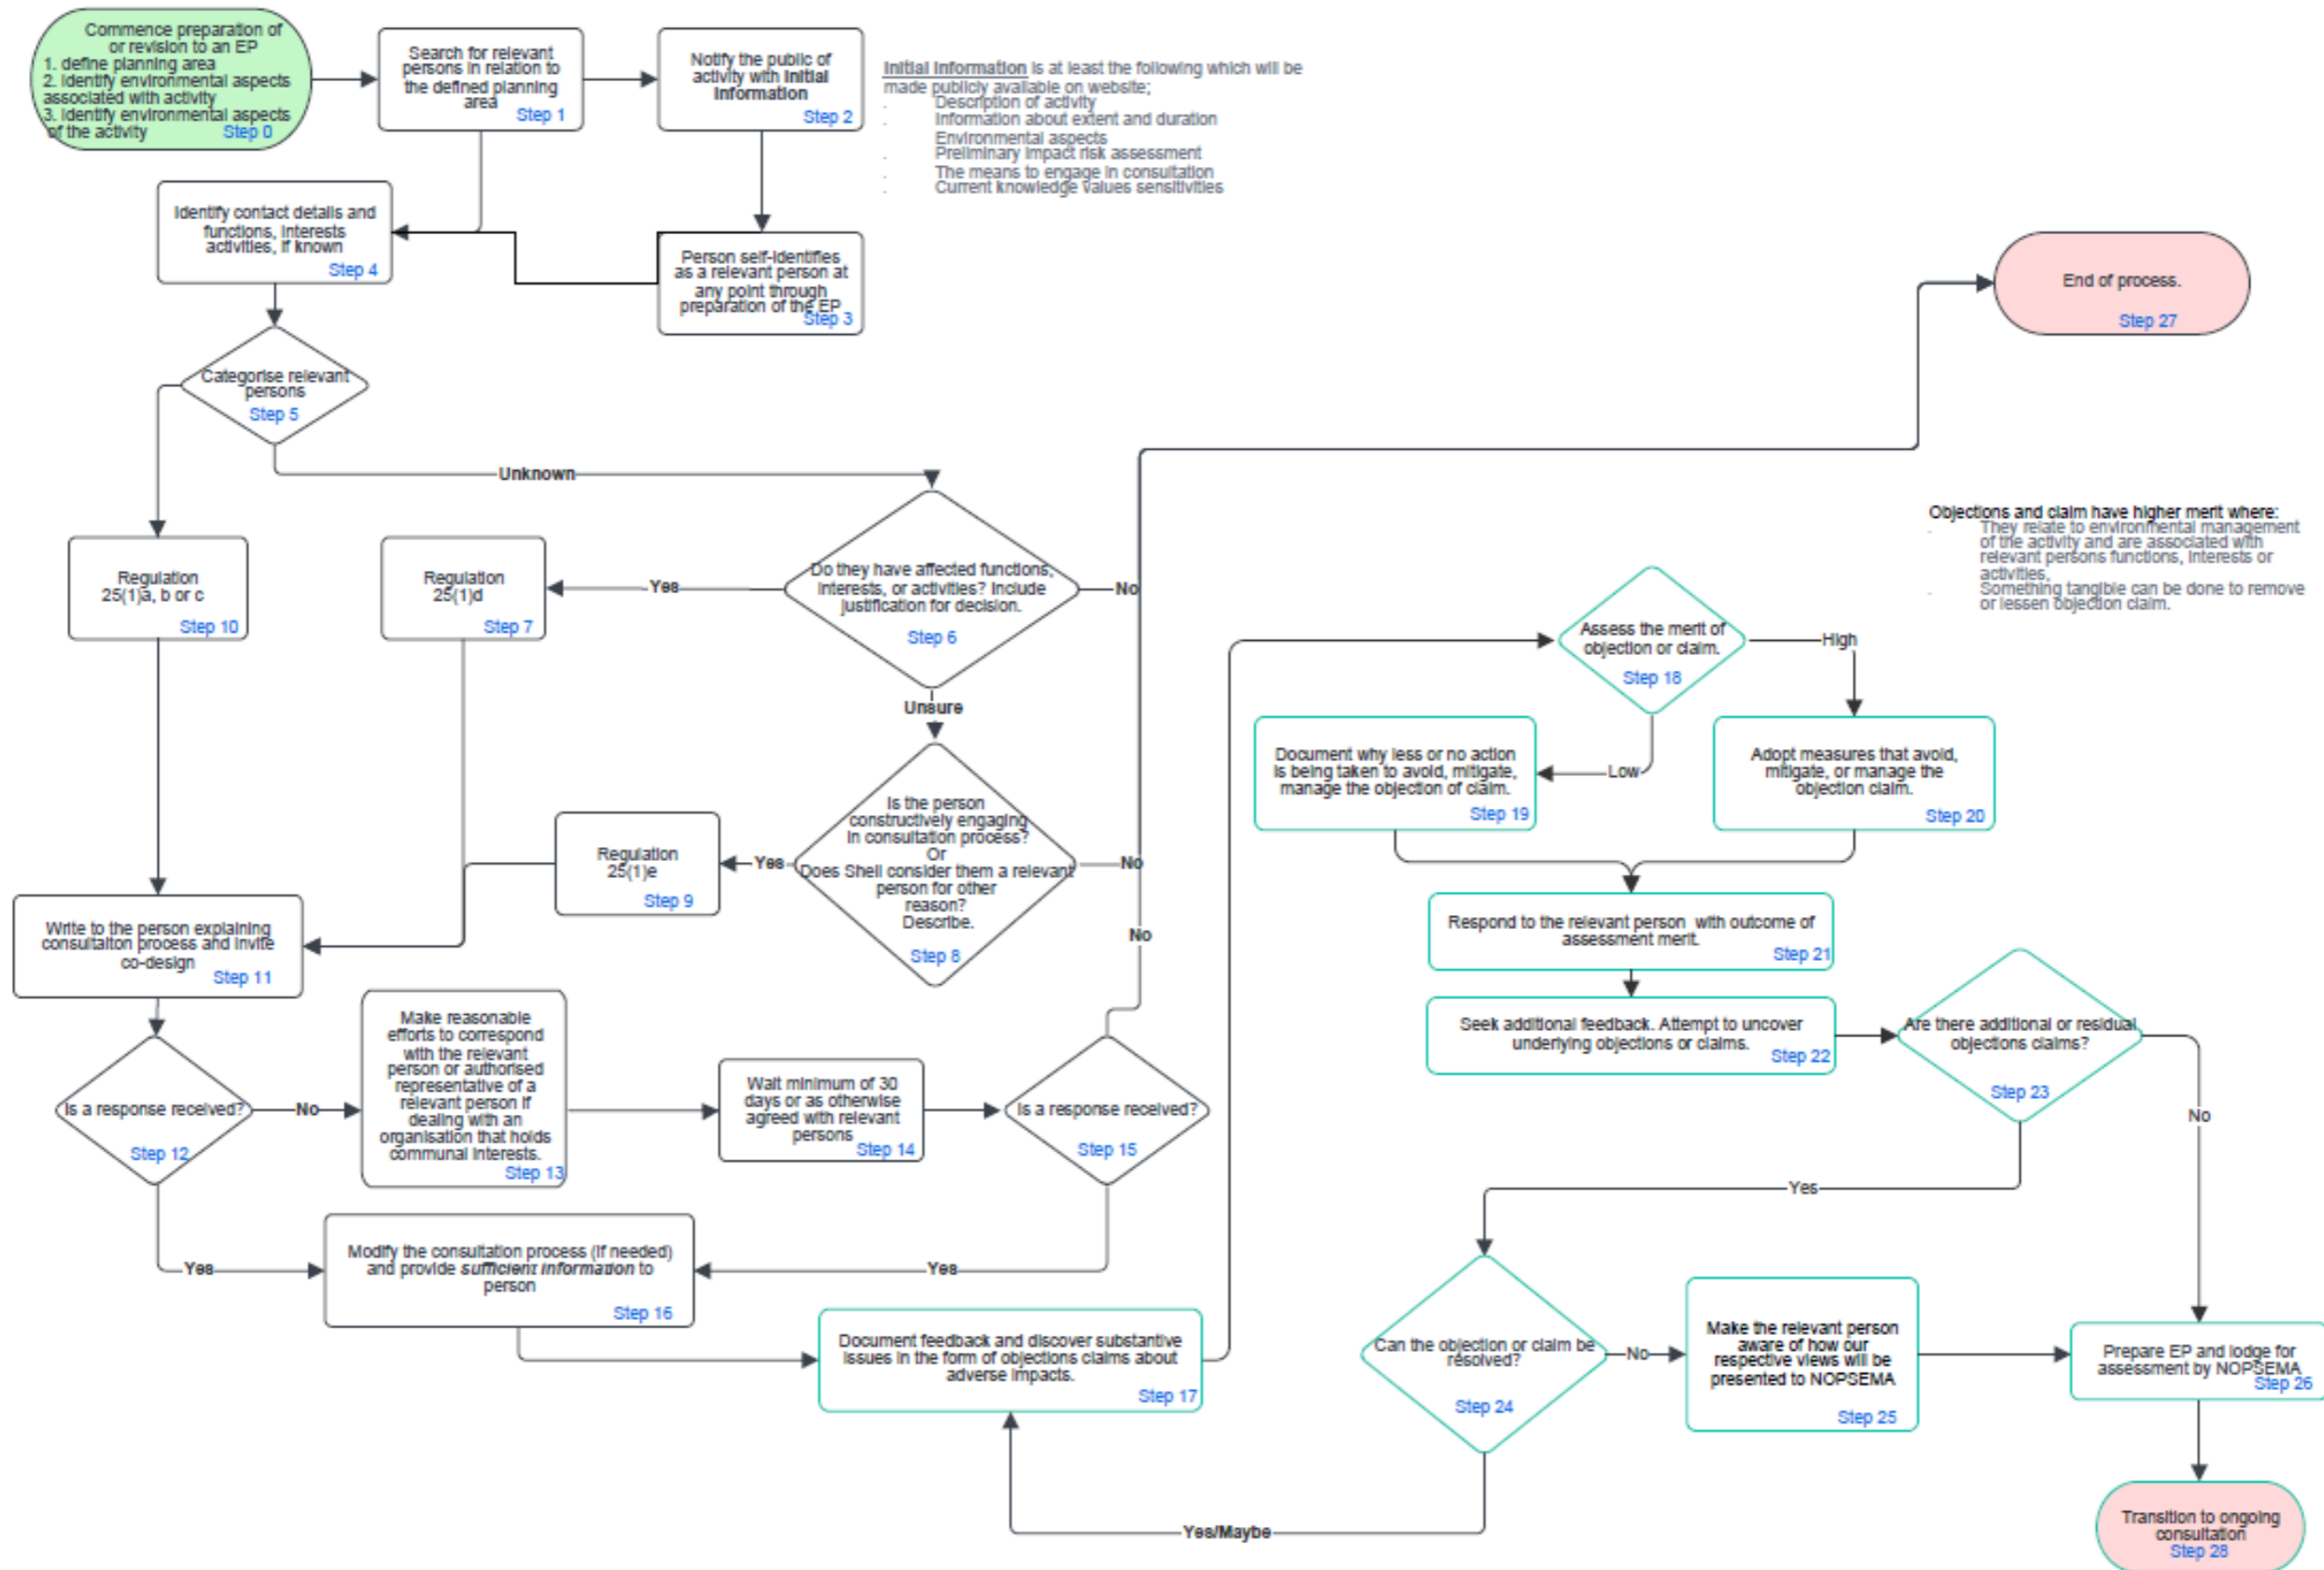 Commence preparation of
or revision to an EP
1. define planning area
2. Identify environmental aspects
associated with activity
3. Identify environmental aspects
of the activity
Step 0
Search for relevant
persons in relation to
the defined planning
area
Step 1
Notify the public of
activity with Initial
Information
Step 2
Initial Information is at least the following which will be
made publicly available on website;
. Description of activity
. Information about extent and duration
Environmental aspects
. Preliminary impact risk assessment
. The means to engage in consultation
. Current knowledge values sensitivities
Identify contact details and
functions, interests
activities, if known
Step 4
Person self-identifies
as a relevant person at
any point through
preparation of the EP
Step 3
End of process.
Step 27
Categorise relevant
persons
Step 5
Unknown
Objections and claim have higher merit where:
. They relate to environmental management
of the activity and are associated with
relevant persons functions, interests or
activities,
. Something tangible can be done to remove
or lessen objection claim.
Regulation
25(1)a, b or c
Step 10
Regulation
25(1)d
Step 7
Yes
Do they have affected functions,
interests, or activities? Include
justification for decision.
Step 6
No
Unsure
Assess the merit of
objection or claim.
Step 18
High
Low
Document why less or no action
is being taken to avoid, mitigate,
manage the objection of claim.
Step 19
Adopt measures that avoid,
mitigate, or manage the
objection claim.
Step 20
Regulation
25(1)e
Step 9
Yes
Is the person
constructively engaging
in consultation process?
Or
Does Shell consider them a relevant
person for other
reason?
Describe.
Step 8
No
No
Write to the person explaining
consultaiton process and invite
co-design
Step 11
Respond to the relevant person with outcome of
assessment merit.
Step 21
Seek additional feedback. Attempt to uncover
underlying objections or claims.
Step 22
Are there additional or residual
objections claims?
Step 23
No
Yes
Is a response received?
Step 12
No
Make reasonable
efforts to correspond
with the relevant
person or authorised
representative of a
relevant person if
dealing with an
organisation that holds
communal interests.
Step 13
Wait minimum of 30
days or as otherwise
agreed with relevant
persons
Step 14
Is a response received?
Step 15
Yes
Modify the consultation process (if needed)
and provide sufficient information to
person
Step 16
Yes
Document feedback and discover substantive
issues in the form of objections claims about
adverse impacts.
Step 17
Can the objection or claim be
resolved?
Step 24
No
Make the relevant person
aware of how our
respective views will be
presented to NOPSEMA
Step 25
Prepare EP and lodge for
assessment by NOPSEMA
Step 26
Yes/Maybe
Transition to ongoing
consultation
Step 28